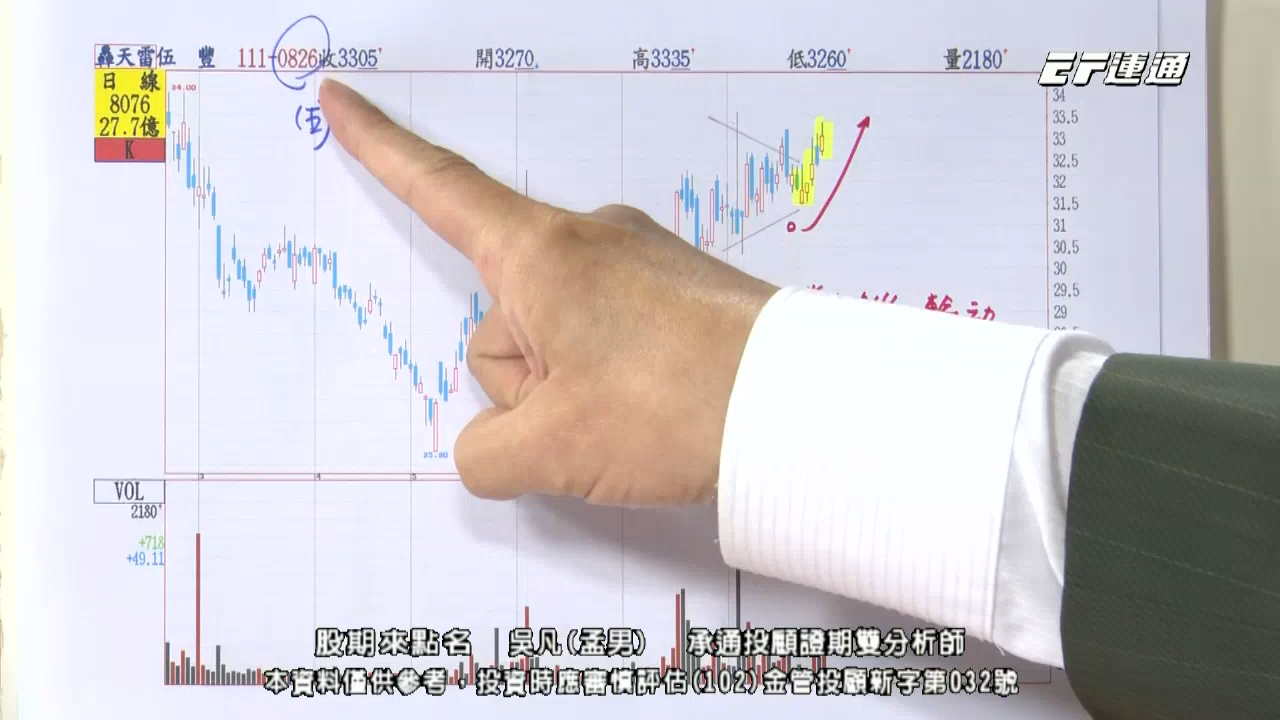 轟天雷伍 豐 111-0826收3305' 開3270. 高3335' 低3260' 量2180'
EF運通
日線
8076
27.7億
K
(五)
34.00
34
33.5
33
32.5
32
31.5
31
30.5
30
29.5
29
輪動
25.90
3 4 5
VOL
2180'
+718
+49.11
股期來點名 吳凡(孟男) 承通投顧證期雙分析師
本資料僅供參考,投資時應審慎評估(102)金管投顧新字第032號